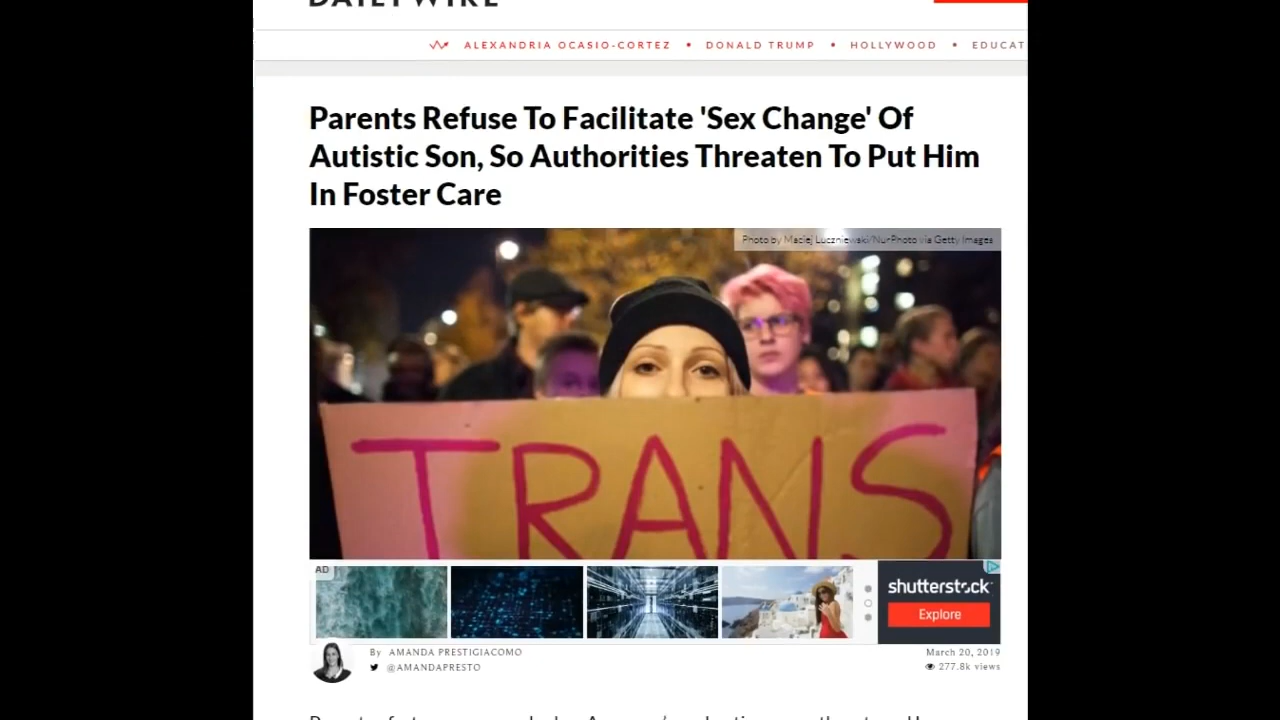 DAILY WIRE
ALEXANDRIA OCASIO-CORTEZ • DONALD TRUMP • HOLLYWOOD • EDUCAT
Parents Refuse To Facilitate 'Sex Change' Of
Autistic Son, So Authorities Threaten To Put Him
In Foster Care
Photo by Maciej Luczniewski/NurPhoto via Getty Images
TRANS
AD
shutterstock
Explore
By AMANDA PRESTIGIACOMO
March 20, 2019
@AMANDAPRESTO
277.8k views